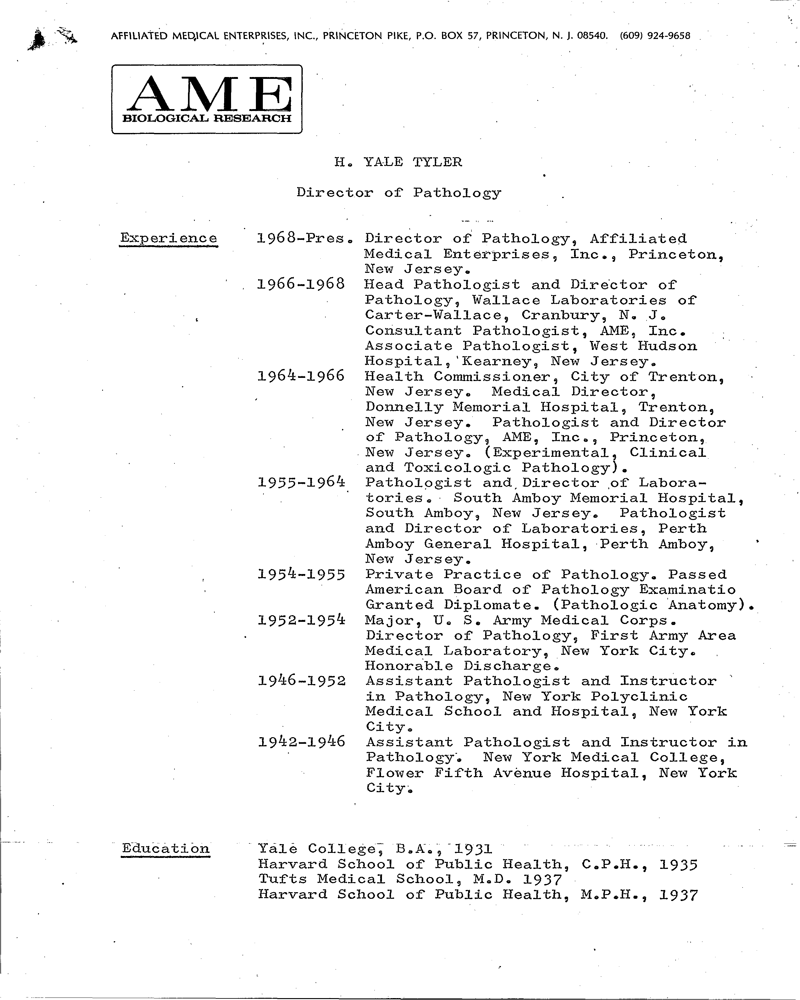 AFFILIATED MEDICAL ENTERPRISES, INC., PRINCETON PIKE, P.O. BOX 57, PRINCETON, N. J. 08540. (609) 924-9658
AME
BIOLOGICAL RESEARCH
H. YALE TYLER
Director of Pathology
Experience 1968-Pres. Director of Pathology, Affiliated
Medical Enterprises, Inc., Princeton,
New Jersey.
1966-1968 Head Pathologist and Director of
Pathology, Wallace Laboratories of
Carter-Wallace, Cranbury, N. J.
Consultant Pathologist, AME, Inc.
Associate Pathologist, West Hudson
Hospital, Kearney, New Jersey.
1964-1966 Health Commissioner, City of Trenton,
New Jersey. Medical Director,
Donnelly Memorial Hospital, Trenton,
New Jersey. Pathologist and Director
of Pathology, AME, Inc., Princeton,
New Jersey. (Experimental, Clinical
and Toxicologic Pathology).
1955-1964 Pathologist and Director of Labora-
tories. South Amboy Memorial Hospital,
South Amboy, New Jersey. Pathologist
and Director of Laboratories, Perth
Amboy General Hospital, Perth Amboy,
New Jersey.
1954-1955 Private Practice of Pathology. Passed
American Board of Pathology Examinatio
Granted Diplomate. (Pathologic Anatomy).
1952-1954 Major, U. S. Army Medical Corps.
Director of Pathology, First Army Area
Medical Laboratory, New York City.
Honorable Discharge.
1946-1952 Assistant Pathologist and Instructor
in Pathology, New York Polyclinic
Medical School and Hospital, New York
City.
1942-1946 Assistant Pathologist and Instructor in
Pathology. New York Medical College,
Flower Fifth Avenue Hospital, New York
City.
Education Yale College, B.A., 1931
Harvard School of Public Health, C.P.H., 1935
Tufts Medical School, M.D. 1937
Harvard School of Public Health, M.P.H., 1937